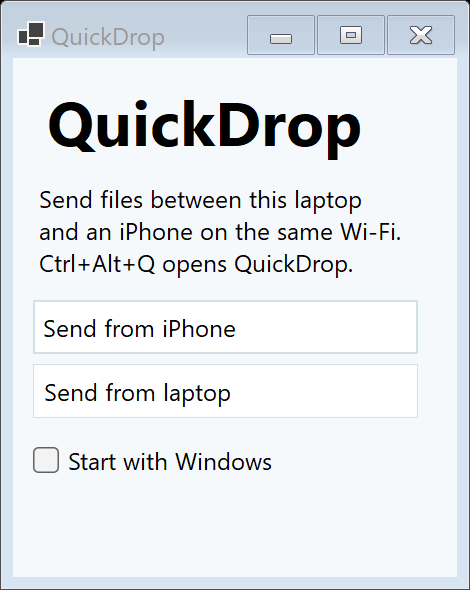 QuickDrop
QuickDrop
Send files between this laptop
and an iPhone on the same Wi-Fi.
Ctrl+Alt+Q opens QuickDrop.
Send from iPhone
Send from laptop
Start with Windows